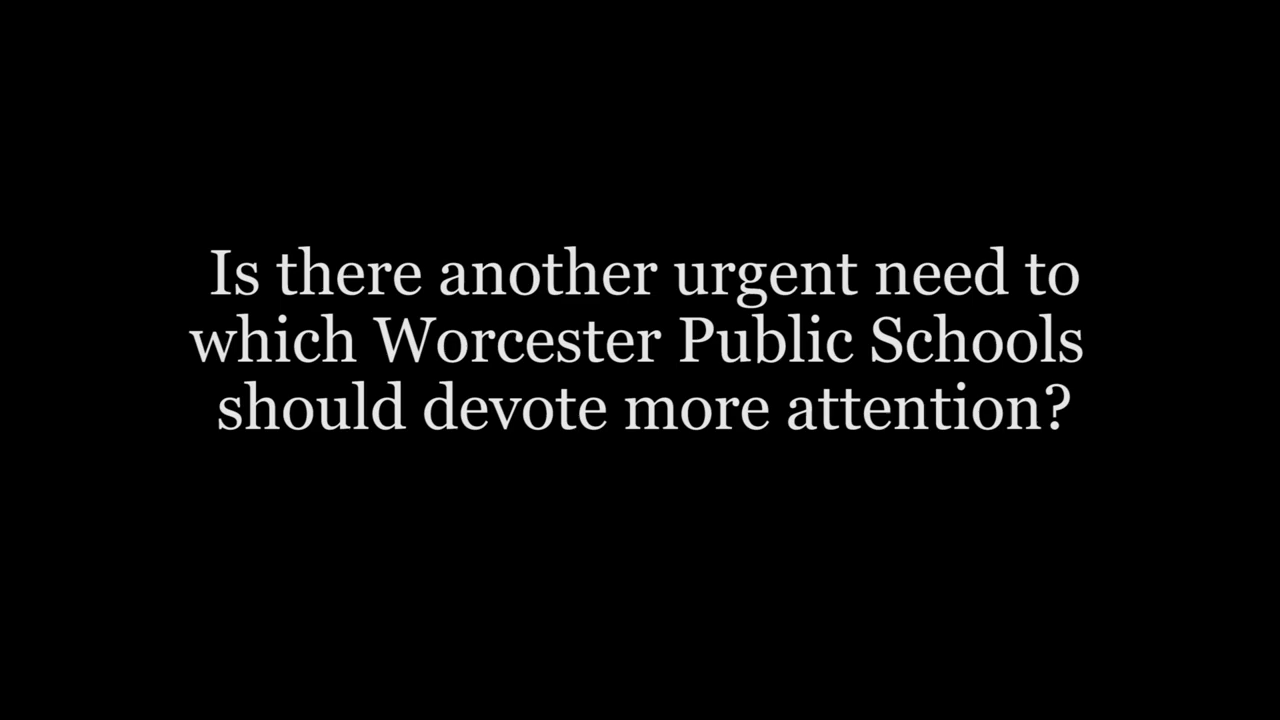 Is there another urgent need to
which Worcester Public Schools
should devote more attention?